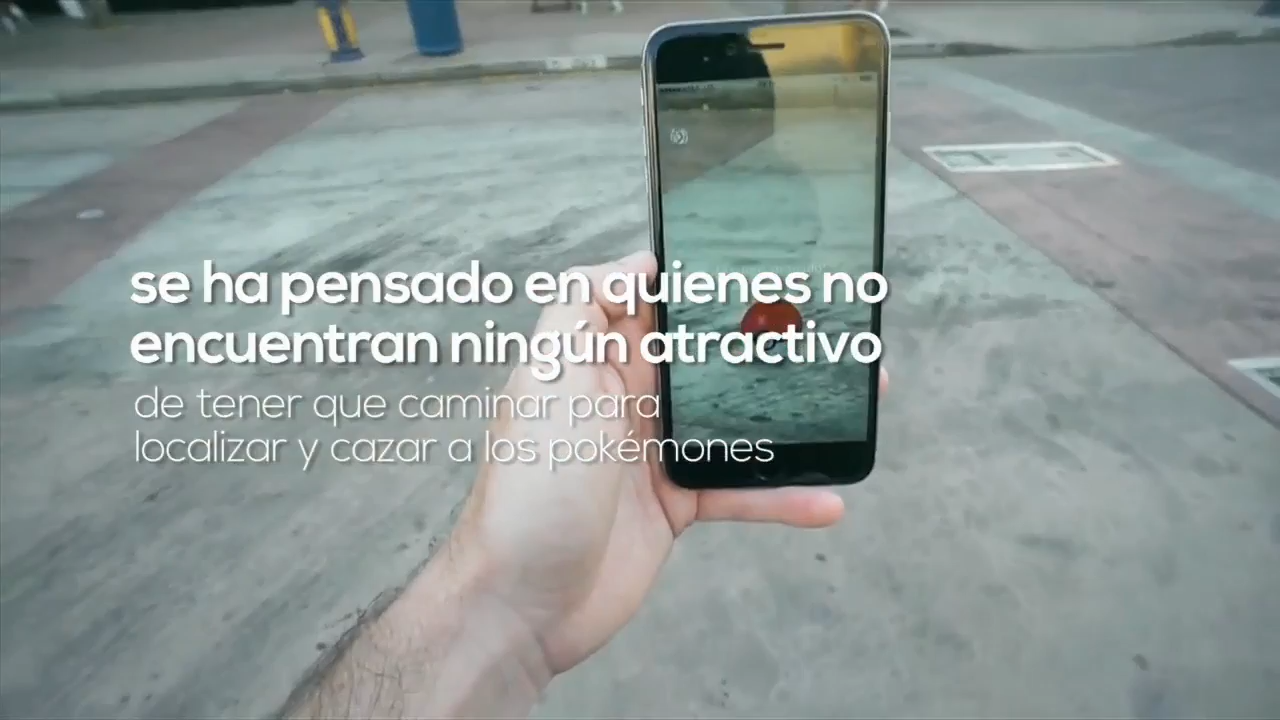 se ha pensado en quienes no
encuentran ningún atractivo
de tener que caminar para
localizar y cazar a los pokémones